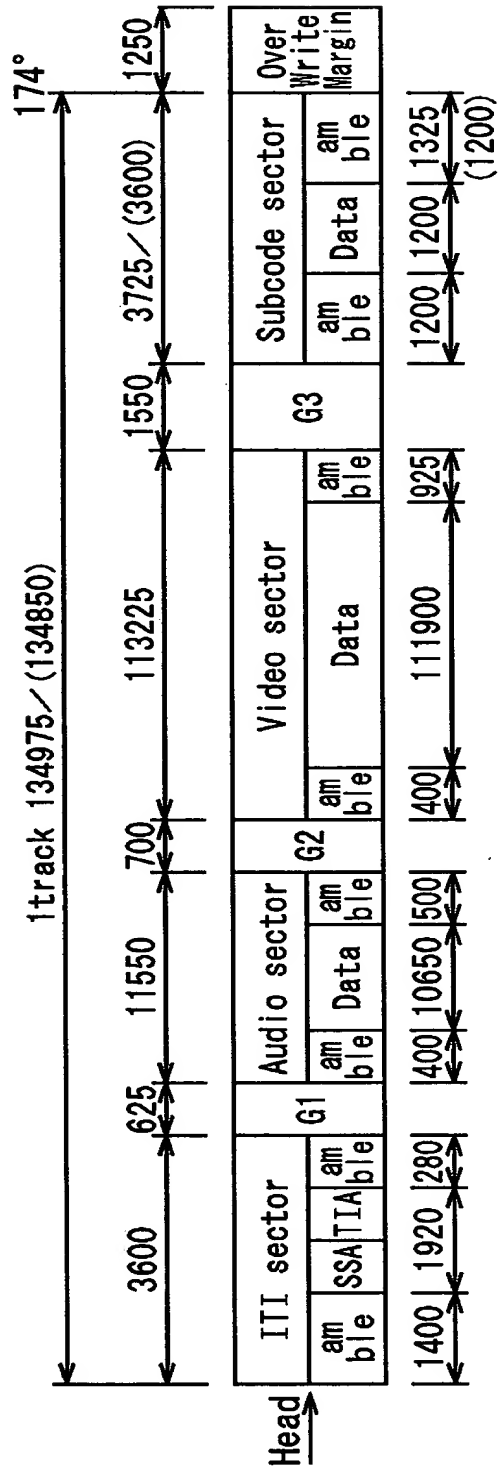 174°
1track 134975/(134850)
3600
625
11550
700
113225
1550
3725/(3600)
1250
Head
ITI sector
am
ble
SSA
TIA
am
ble
G1
Audio sector
am
ble
Data
am
ble
G2
Video sector
am
ble
Data
am
ble
G3
Subcode sector
am
ble
Data
am
ble
Over
Write
Margin
1400
1920
280
400
10650
500
400
111900
925
1200
1200
1325
(1200)